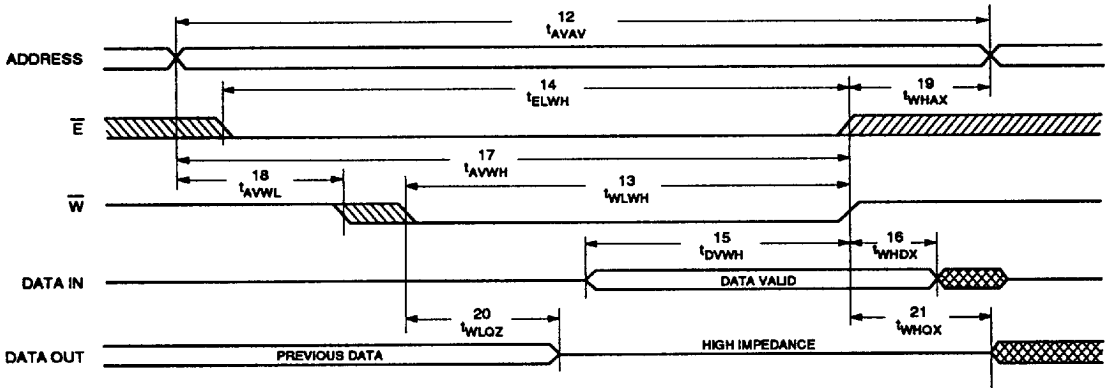 12
tAVAV
ADDRESS
14
tELWH
19
tWHAX
E
17
tAVWH
18
tAVWL
13
tWLWH
W
15
tDVWH
16
tWHDX
DATA IN
DATA VALID
20
tWLQZ
21
tWHQX
DATA OUT
PREVIOUS DATA
HIGH IMPEDANCE